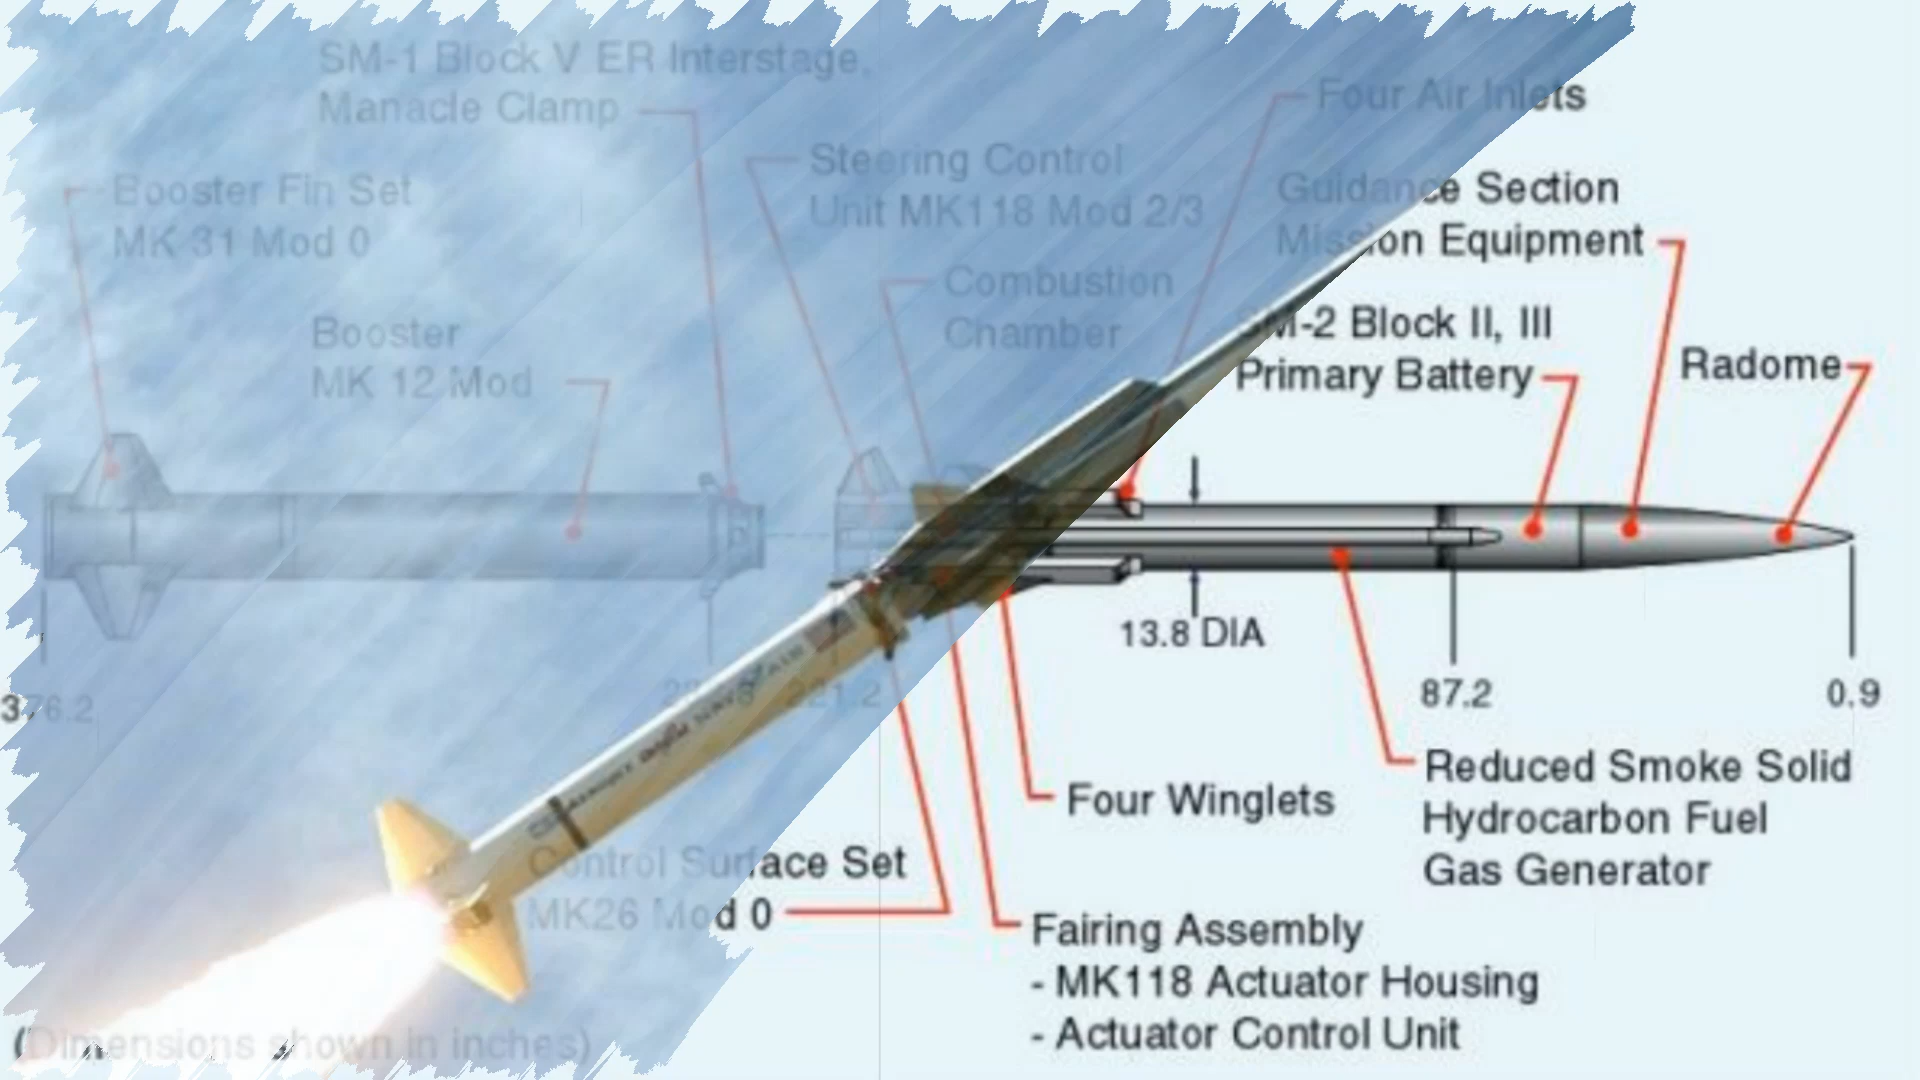 SM-1 Block V ER Interstage,
Manacle Clamp
Four Air Inlets
Steering Control
Unit MK118 Mod 2/3
Booster Fin Set
MK 31 Mod 0
Guidance Section
Mission Equipment
Combustion
Chamber
Booster
MK 12 Mod
SM-2 Block II, III
Primary Battery
Radome
13.8 DIA
376.2
221.2
87.2
0.9
Four Winglets
Reduced Smoke Solid
Hydrocarbon Fuel
Gas Generator
Control Surface Set
MK26 Mod 0
Fairing Assembly
- MK118 Actuator Housing
- Actuator Control Unit
(Dimensions shown in inches)